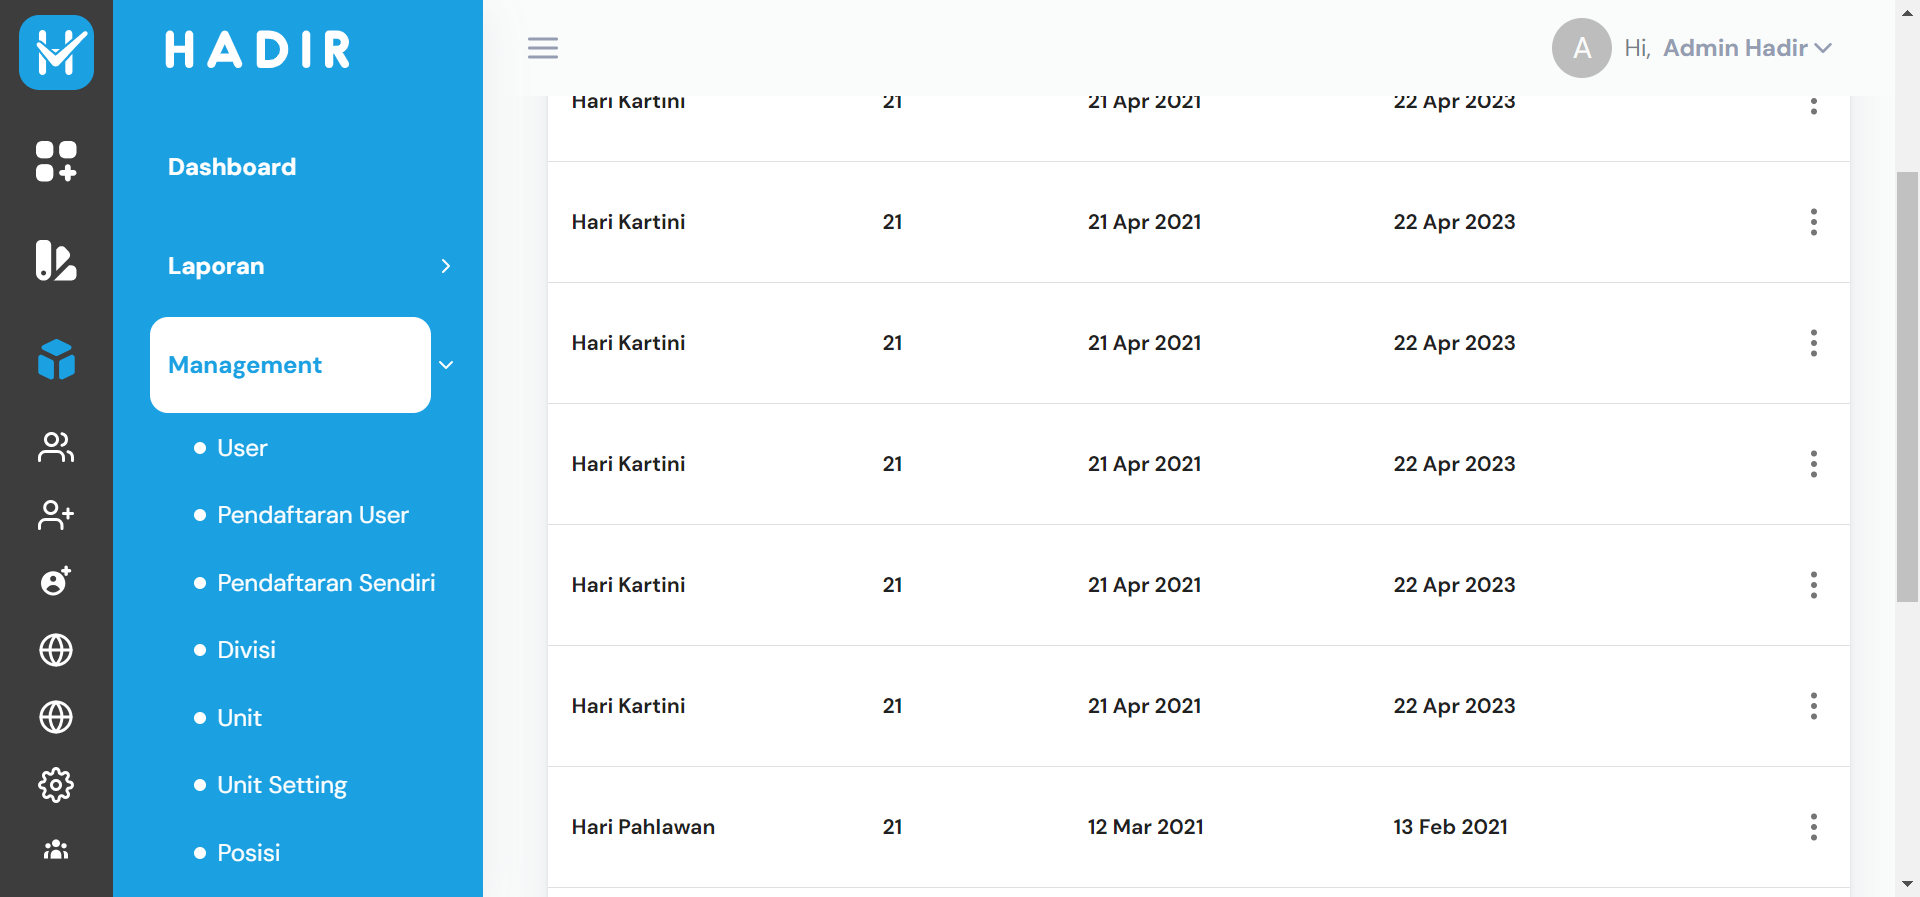 HADIR
Dashboard
Laporan
Management
User
Pendaftaran User
Pendaftaran Sendiri
Divisi
Unit
Unit Setting
Posisi
A Hi, Admin Hadir
Hari Kartini 21 21 Apr 2021 22 Apr 2023
Hari Kartini 21 21 Apr 2021 22 Apr 2023
Hari Kartini 21 21 Apr 2021 22 Apr 2023
Hari Kartini 21 21 Apr 2021 22 Apr 2023
Hari Kartini 21 21 Apr 2021 22 Apr 2023
Hari Kartini 21 21 Apr 2021 22 Apr 2023
Hari Pahlawan 21 12 Mar 2021 13 Feb 2021